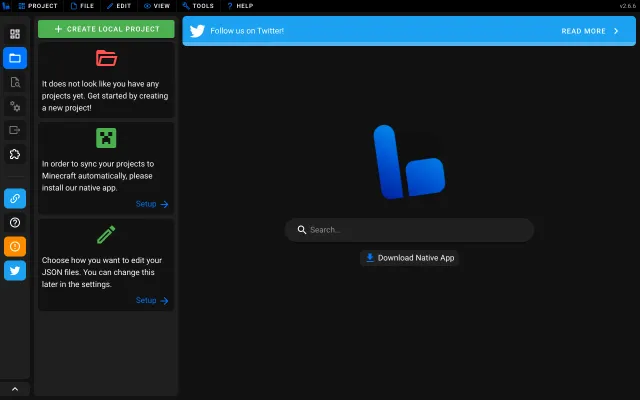 PROJECT FILE EDIT VIEW TOOLS HELP v2.6.6
CREATE LOCAL PROJECT
It does not look like you have any
projects yet. Get started by creating
a new project!
In order to sync your projects to
Minecraft automatically, please
install our native app.
Setup
Choose how you want to edit your
JSON files. You can change this
later in the settings.
Setup
Follow us on Twitter! READ MORE
Search...
Download Native App